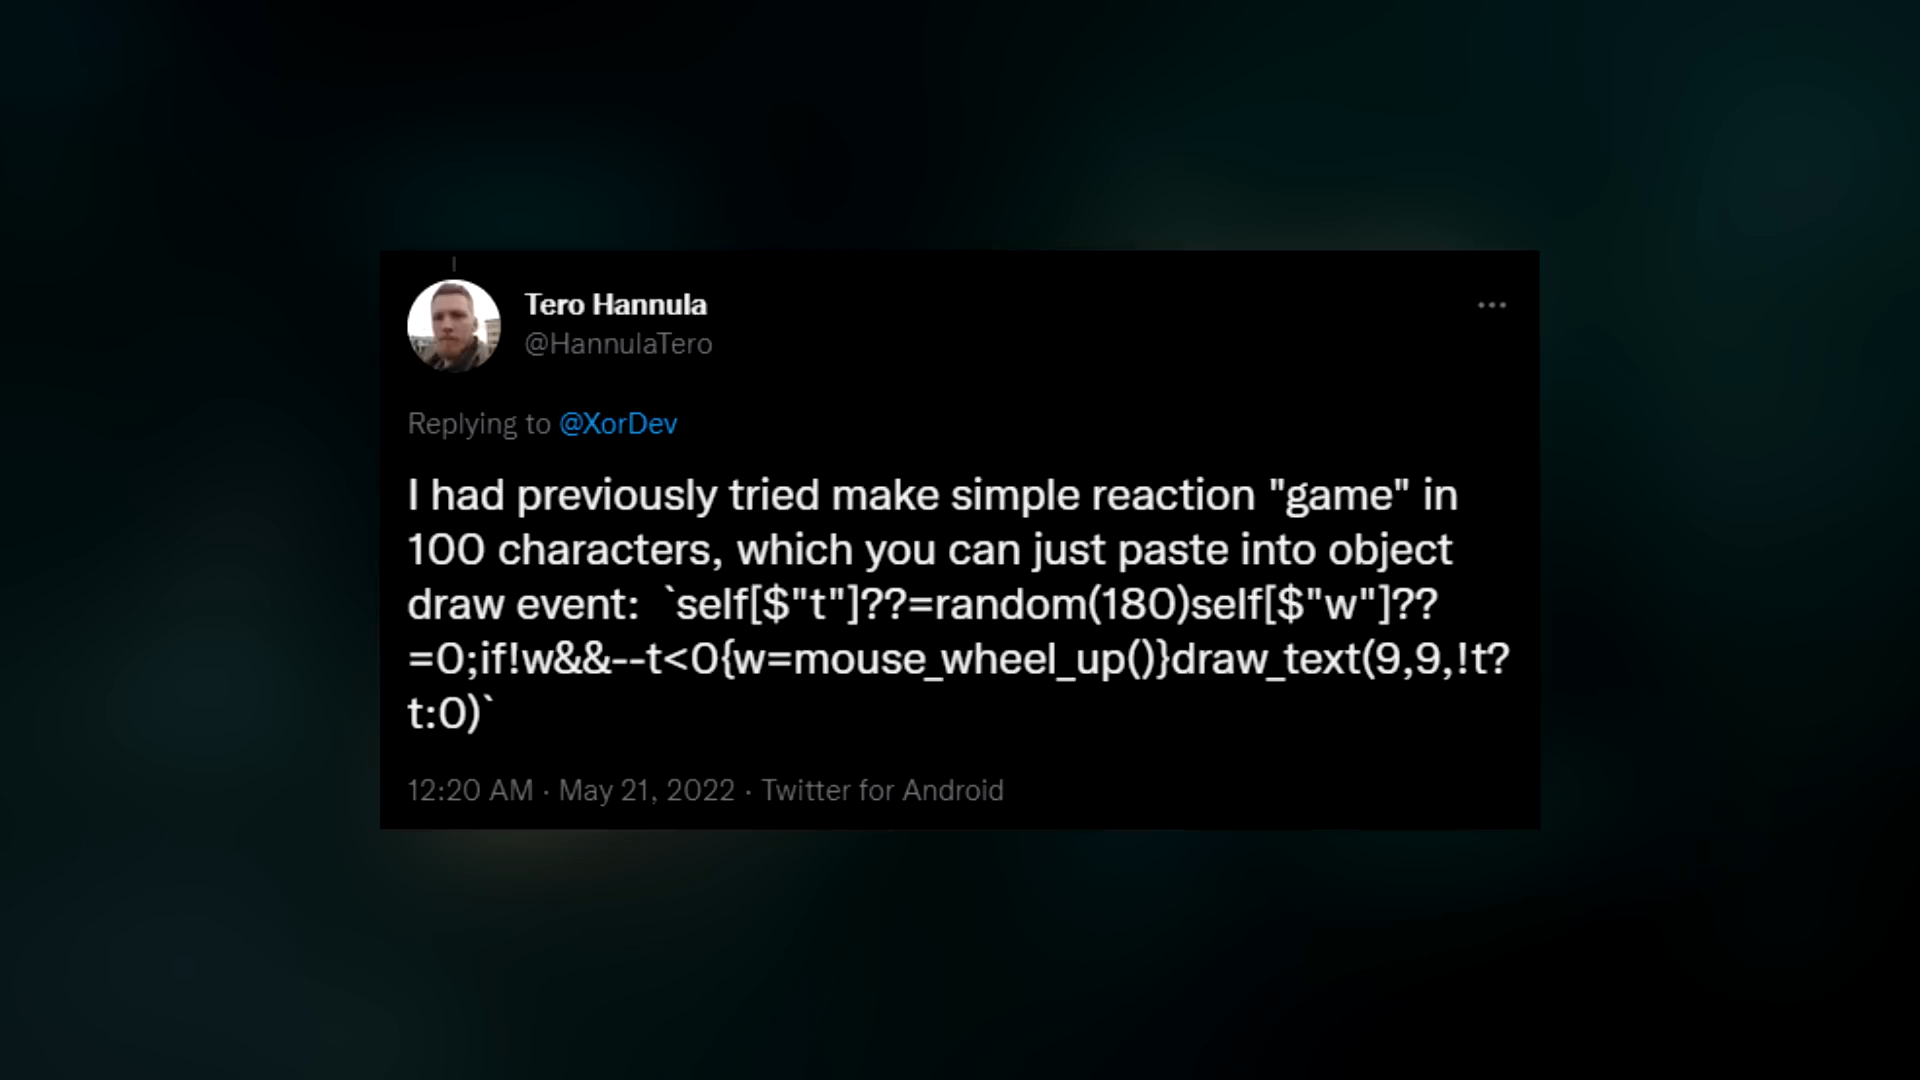 Tero Hannula
@HannulaTero
Replying to @XorDev
I had previously tried make simple reaction "game" in
100 characters, which you can just paste into object
draw event:  `self[$"t"]??=random(180)self[$"w"]??
=0;if!w&&--t<0{w=mouse_wheel_up()}draw_text(9,9,!t?
t:0)`
12:20 AM · May 21, 2022 · Twitter for Android